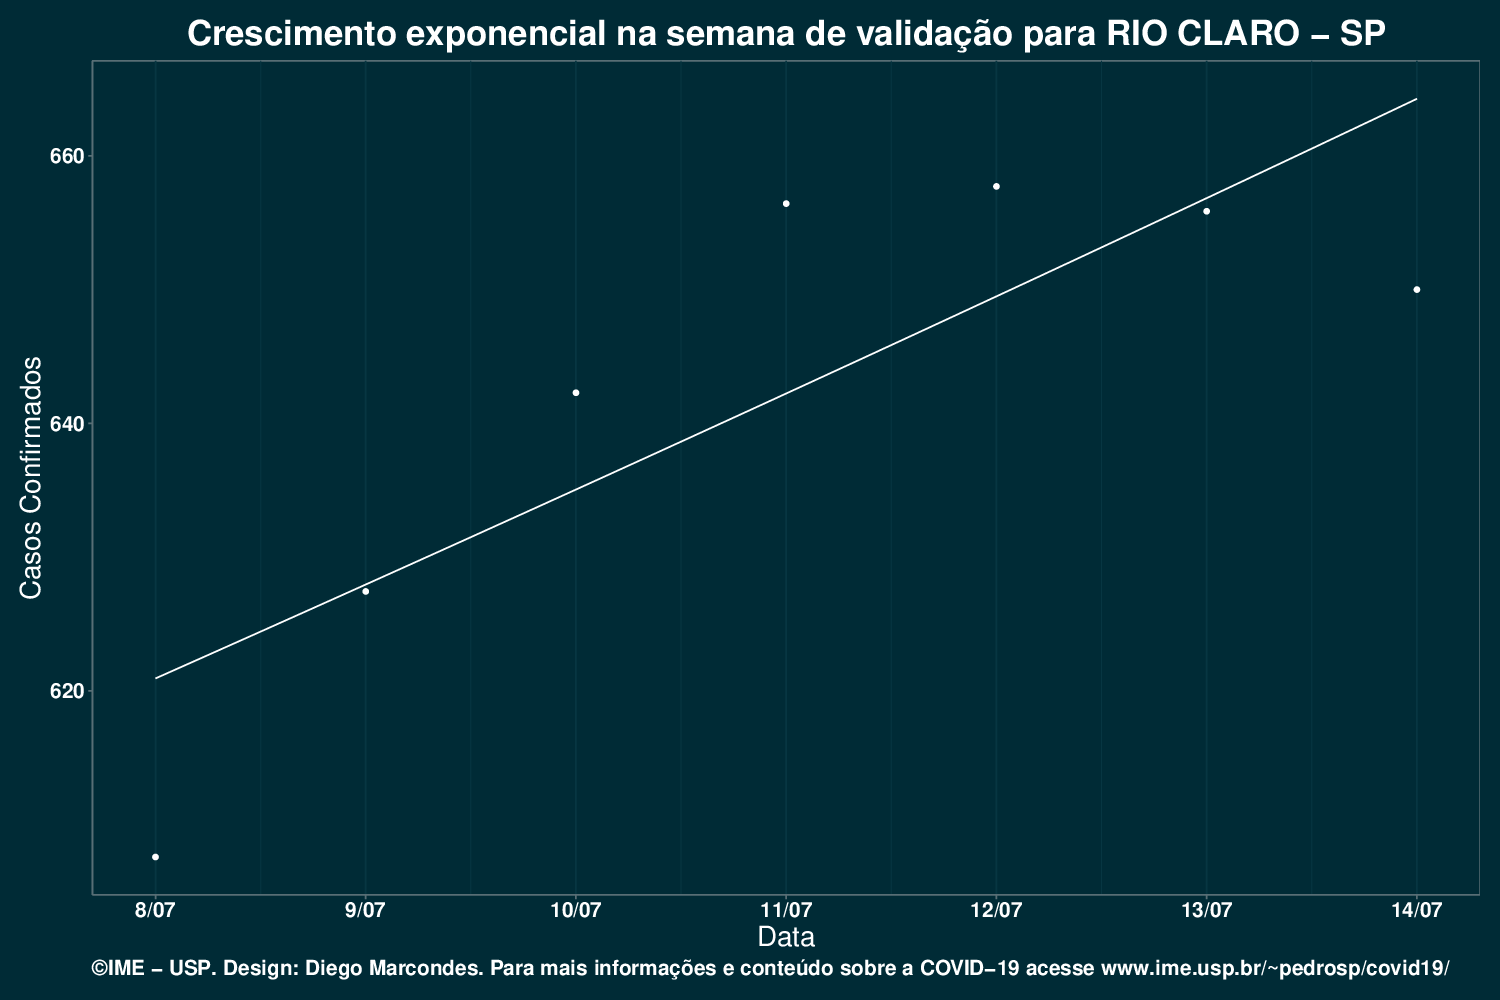 Crescimento exponencial na semana de validação para RIO CLARO – SP
Casos Confirmados
660
640
620
8/07 9/07 10/07 11/07 12/07 13/07 14/07
Data
©IME – USP. Design: Diego Marcondes. Para mais informações e conteúdo sobre a COVID–19 acesse www.ime.usp.br/~pedrosp/covid19/